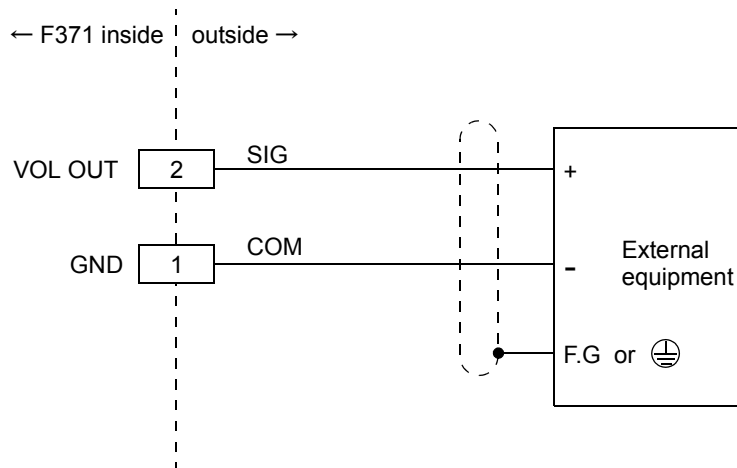 ← F371 inside outside →
VOL OUT 2 SIG +
GND 1 COM -
External
equipment
F.G or